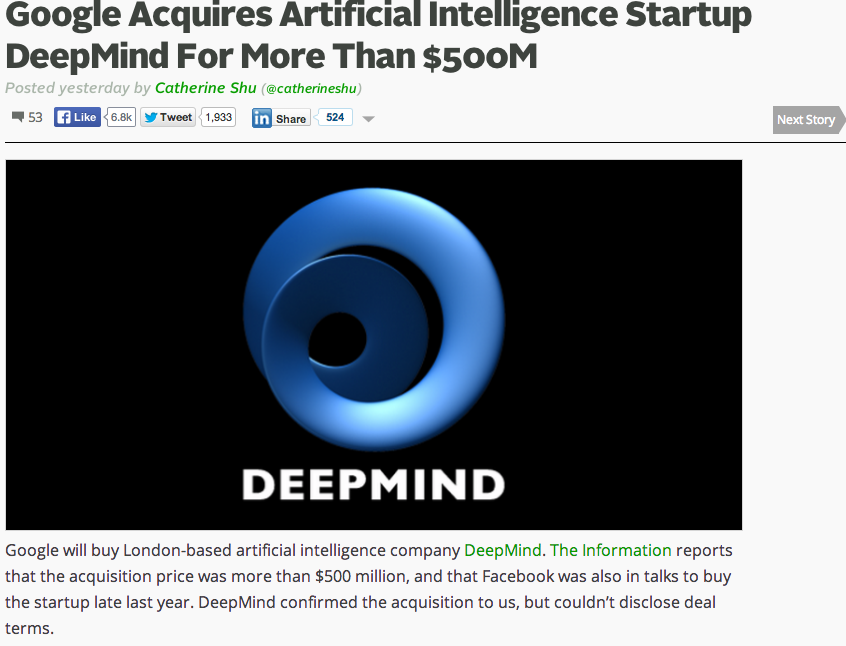 Google Acquires Artificial Intelligence Startup
DeepMind For More Than $500M
Posted yesterday by Catherine Shu (@catherineshu)
53 Like 6.8k Tweet 1,933 in Share 524
Next Story
DEEPMIND
Google will buy London-based artificial intelligence company DeepMind. The Information reports
that the acquisition price was more than $500 million, and that Facebook was also in talks to buy
the startup late last year. DeepMind confirmed the acquisition to us, but couldn’t disclose deal
terms.